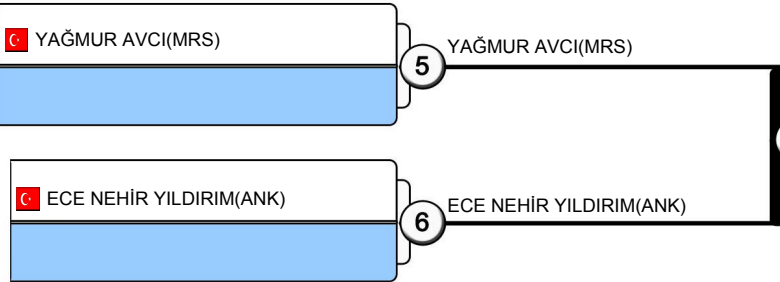 YAĞMUR AVCI(MRS)
5
YAĞMUR AVCI(MRS)
ECE NEHİR YILDIRIM(ANK)
6
ECE NEHİR YILDIRIM(ANK)